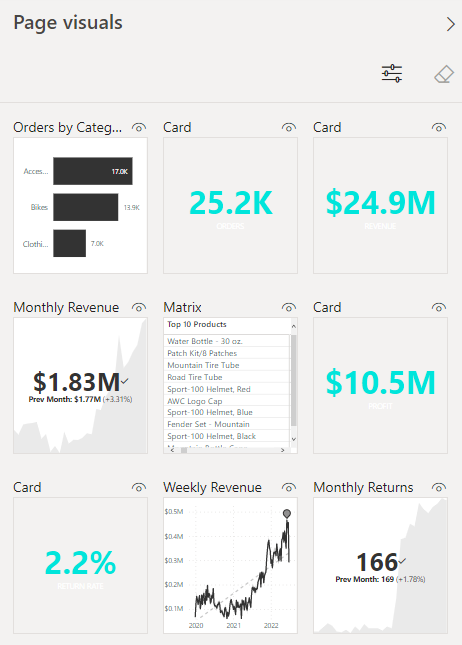 Page visuals
Orders by Categ...
Card
Card
Acces...
17.0K
Bikes
13.9K
Clothi...
7.0K
25.2K
ORDERS
$24.9M
REVENUE
Monthly Revenue
Matrix
Card
$1.83M
Prev Month: $1.77M (+3.31%)
Top 10 Products
Water Bottle - 30 oz.
Patch Kit/8 Patches
Mountain Tire Tube
Road Tire Tube
Sport-100 Helmet, Red
AWC Logo Cap
Sport-100 Helmet, Blue
Fender Set - Mountain
Sport-100 Helmet, Black
$10.5M
PROFIT
Card
Weekly Revenue
Monthly Returns
2.2%
RETURN RATE
$0.5M
$0.4M
$0.3M
$0.2M
$0.1M
2020
2021
2022
166
Prev Month: 169 (+1.78%)